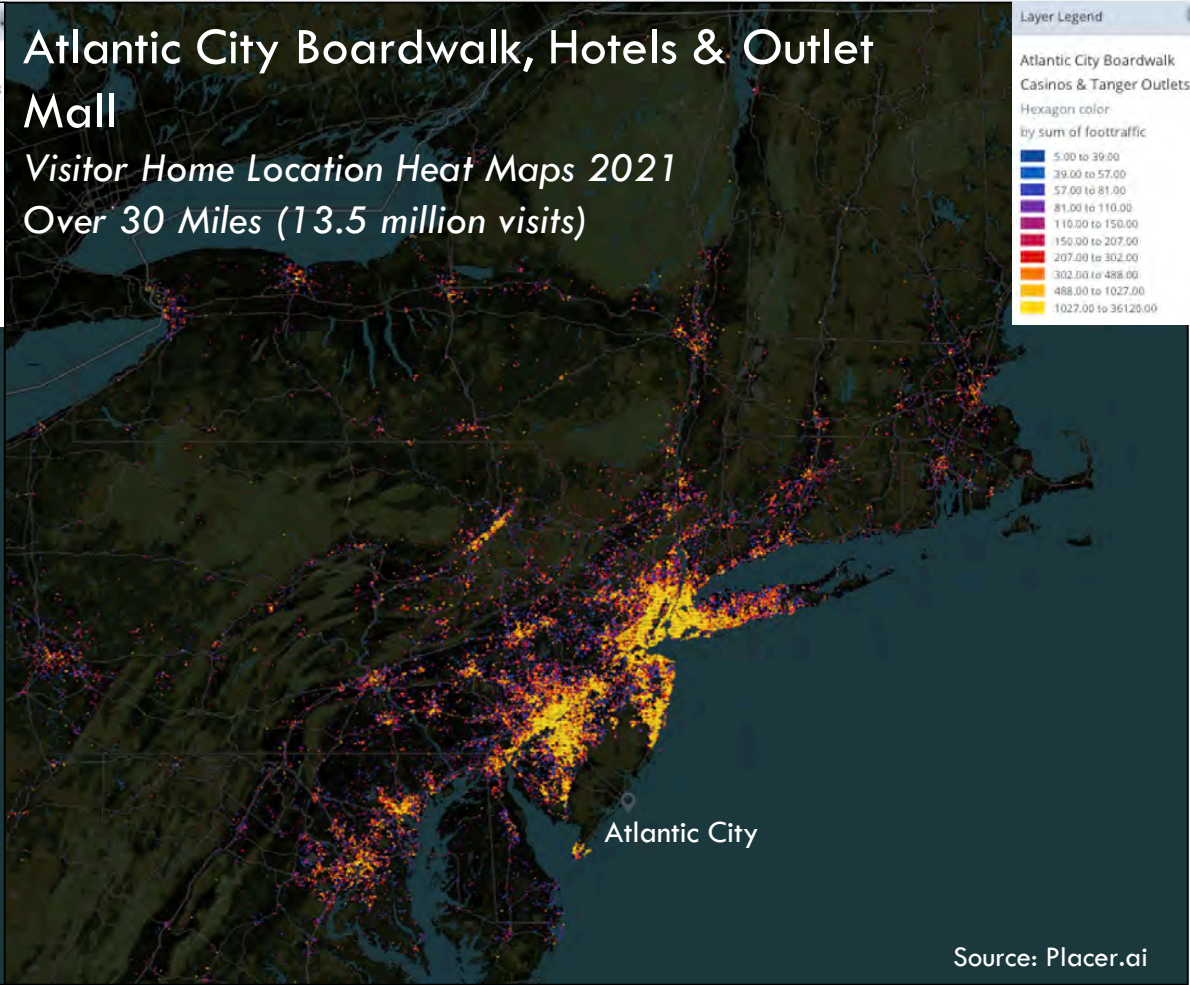 Atlantic City Boardwalk, Hotels & Outlet
Mall
Visitor Home Location Heat Maps 2021
Over 30 Miles (13.5 million visits)
Layer Legend
Atlantic City Boardwalk
Casinos & Tanger Outlets
Hexagon color
by sum of foottraffic
5.00 to 39.00
39.00 to 57.00
57.00 to 81.00
81.00 to 110.00
110.00 to 150.00
150.00 to 207.00
207.00 to 302.00
302.00 to 488.00
488.00 to 1027.00
1027.00 to 36120.00
Atlantic City
Source: Placer.ai